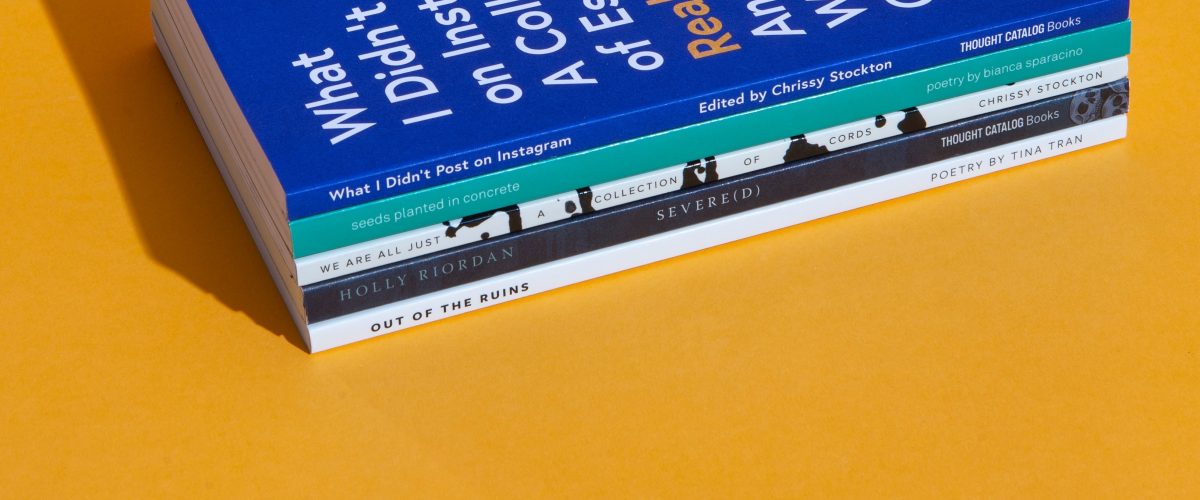 What
I Didn't
on Inst
A Coll
of Es
Real
An
W
What I Didn't Post on Instagram Edited by Chrissy Stockton THOUGHT CATALOG Books
seeds planted in concrete poetry by bianca sparacino
WE ARE ALL JUST A COLLECTION OF CORDS CHRISSY STOCKTON
HOLLY RIORDAN SEVERE(D) THOUGHT CATALOG Books
OUT OF THE RUINS POETRY BY TINA TRAN